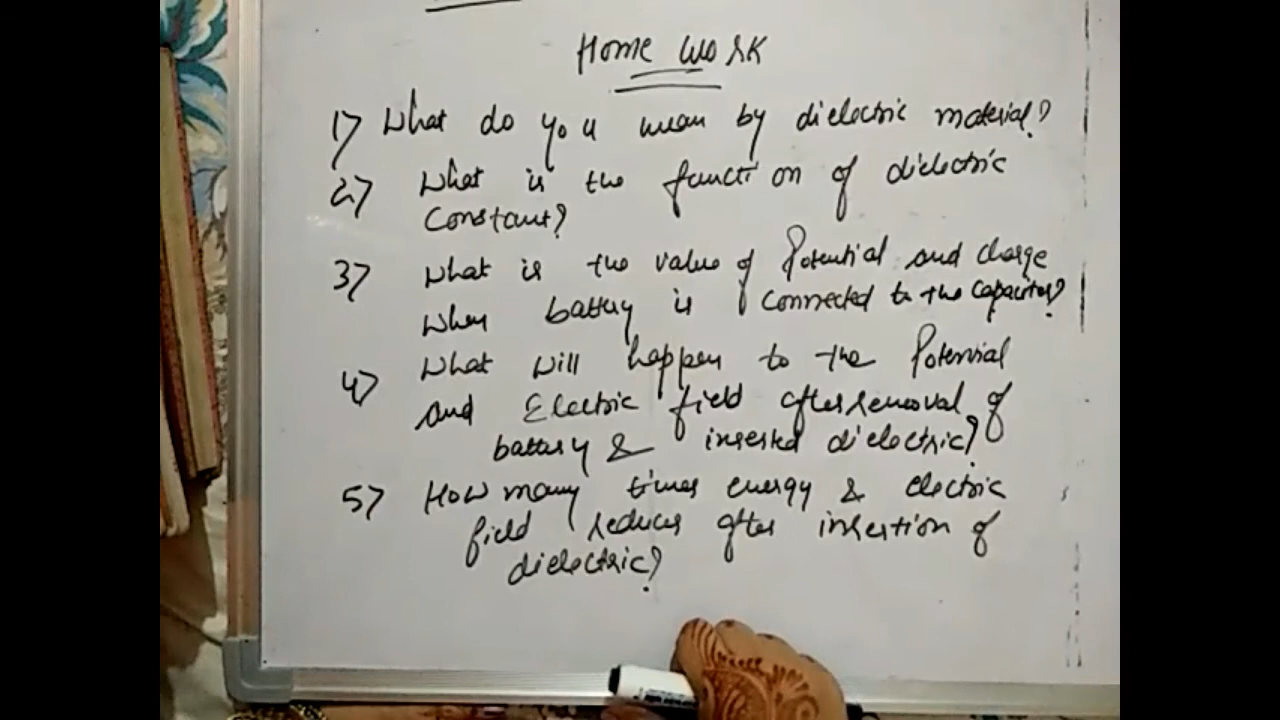 Home Work
1) What do you mean by dielectric material?
2) What is the function of dielectric
Constant?
3) What is the value of Potential and charge
when battery is connected to the capacitor?
4) What will happen to the Potential
and Electric field after removal of
battery & inserted dielectric?
5) How many times energy & electric
field reduces after insertion of
dielectric?